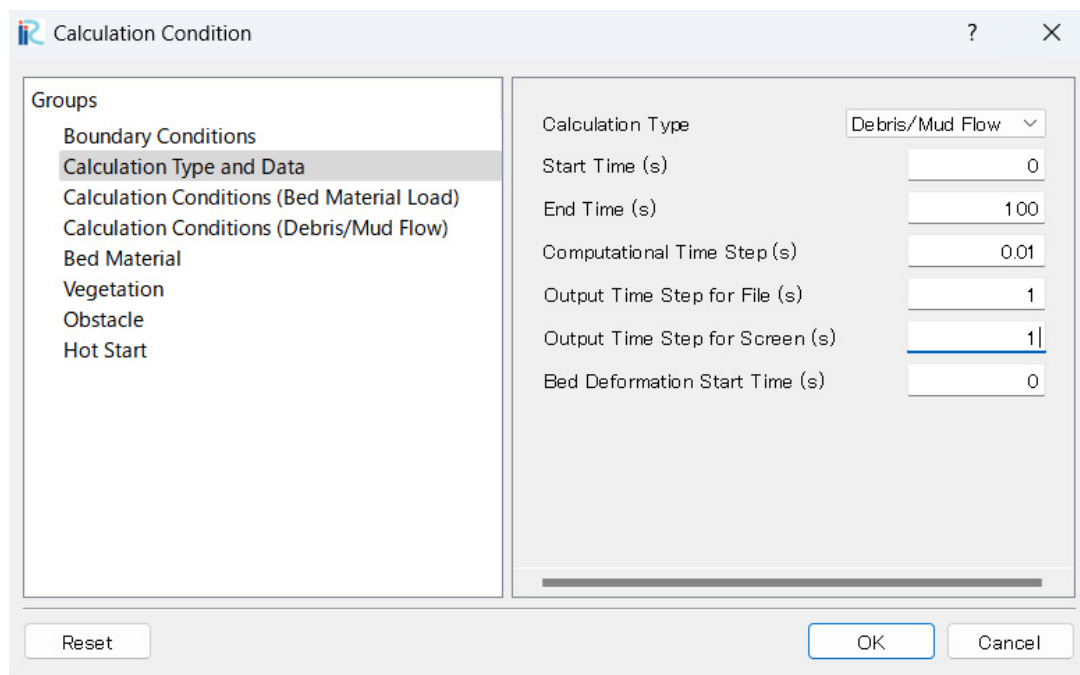 iRIC Calculation Condition ? ×
Groups
Boundary Conditions
Calculation Type and Data
Calculation Conditions (Bed Material Load)
Calculation Conditions (Debris/Mud Flow)
Bed Material
Vegetation
Obstacle
Hot Start
Calculation Type Debris/Mud Flow
Start Time (s) 0
End Time (s) 100
Computational Time Step (s) 0.01
Output Time Step for File (s) 1
Output Time Step for Screen (s) 1
Bed Deformation Start Time (s) 0
Reset OK Cancel